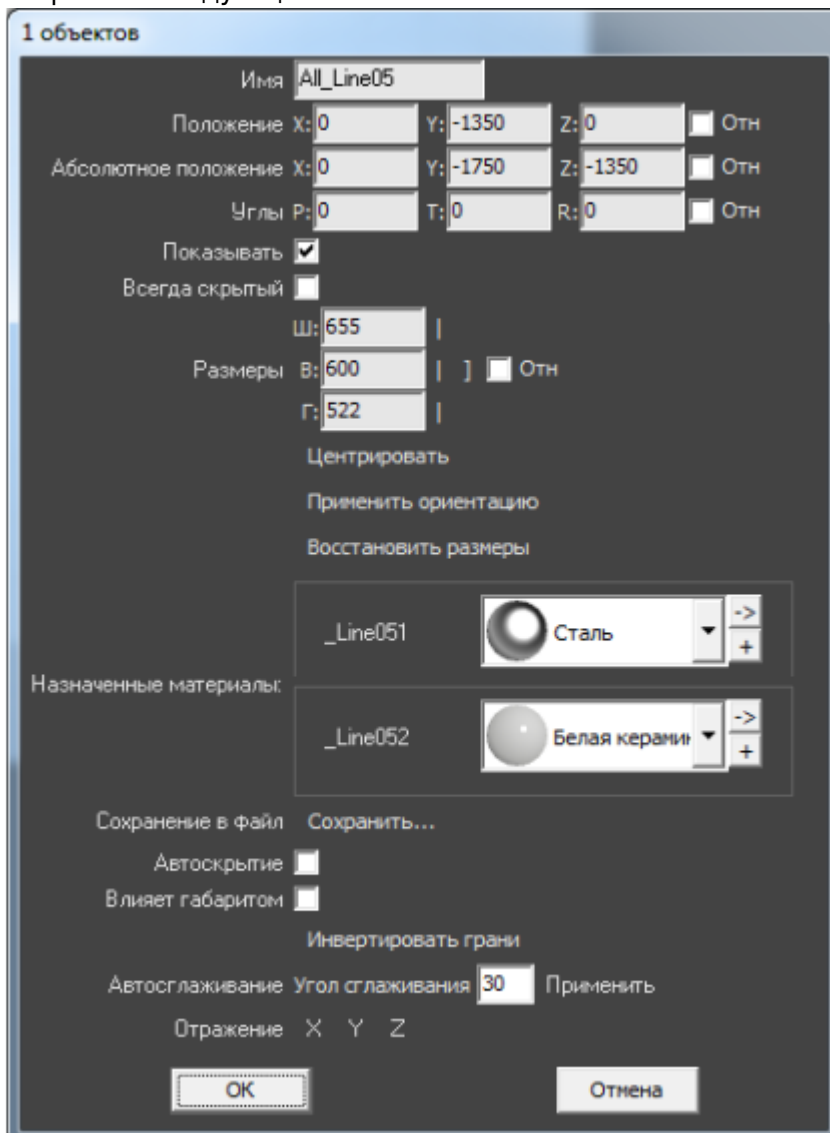 1 объектов
Имя All_Line05
Положение X: 0 Y: -1350 Z: 0 Отн
Абсолютное положение X: 0 Y: -1750 Z: -1350 Отн
Углы P: 0 T: 0 R: 0 Отн
Показывать
Всегда скрытый
Ш: 655 |
Размеры В: 600 | ] Отн
Г: 522 |
Центрировать
Применить ориентацию
Восстановить размеры
_Line051 Сталь -> +
Назначенные материалы:
_Line052 Белая -> +
Сохранение в файл Сохранить...
Автоскрытие
Влияет габаритом
Инвертировать грани
Автосглаживание Угол сглаживания 30 Применить
Отражение X Y Z
OK Отмена